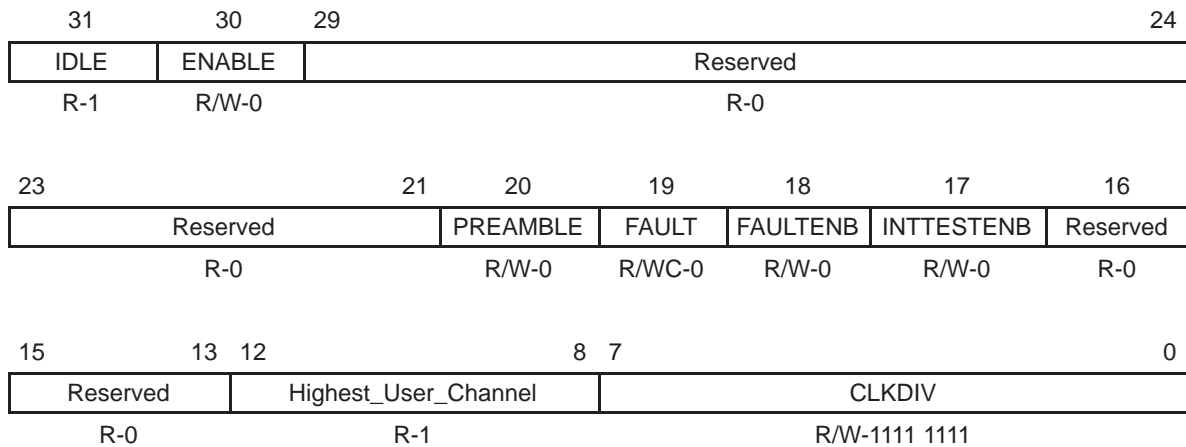 31 30 29 24
IDLE ENABLE Reserved
R-1 R/W-0 R-0
23 21 20 19 18 17 16
Reserved PREAMBLE FAULT FAULTENB INTTESTENB Reserved
R-0 R/W-0 R/WC-0 R/W-0 R/W-0 R-0
15 13 12 8 7 0
Reserved Highest_User_Channel CLKDIV
R-0 R-1 R/W-1111 1111